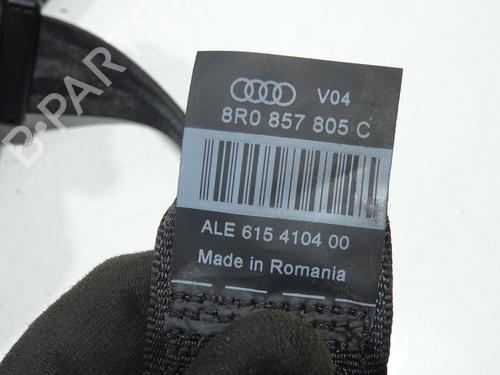 V04
8R0 857 805 C
ALE 615 4104 00
Made in Romania
B-Parts